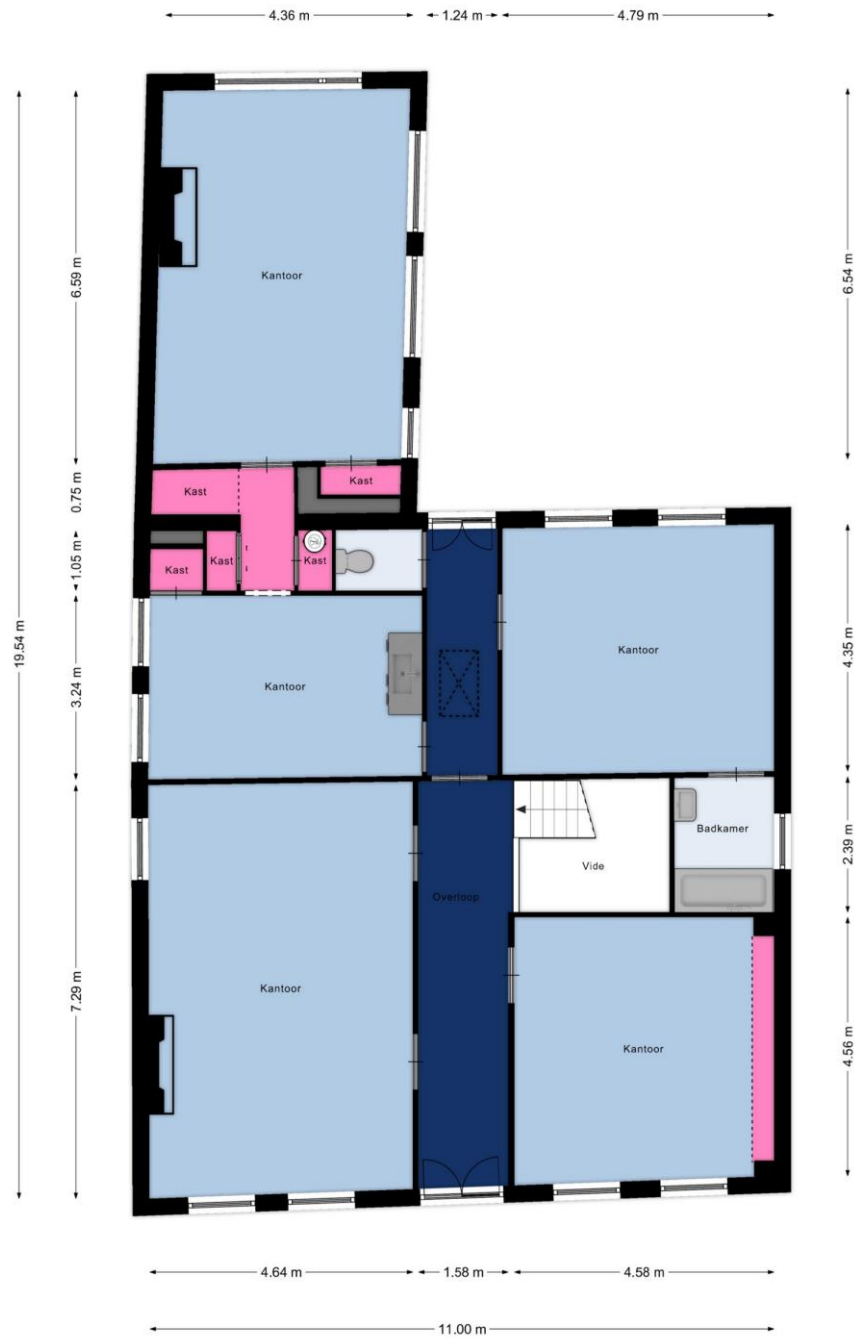 4.36 m
1.24 m
4.79 m
6.59 m
6.54 m
Kantoor
0.75 m
Kast
Kast
1.05 m
Kast
Kast
Kast
19.54 m
3.24 m
Kantoor
Kantoor
4.35 m
Badkamer
2.39 m
Vide
Overloop
7.29 m
Kantoor
Kantoor
4.56 m
4.64 m
1.58 m
4.58 m
11.00 m